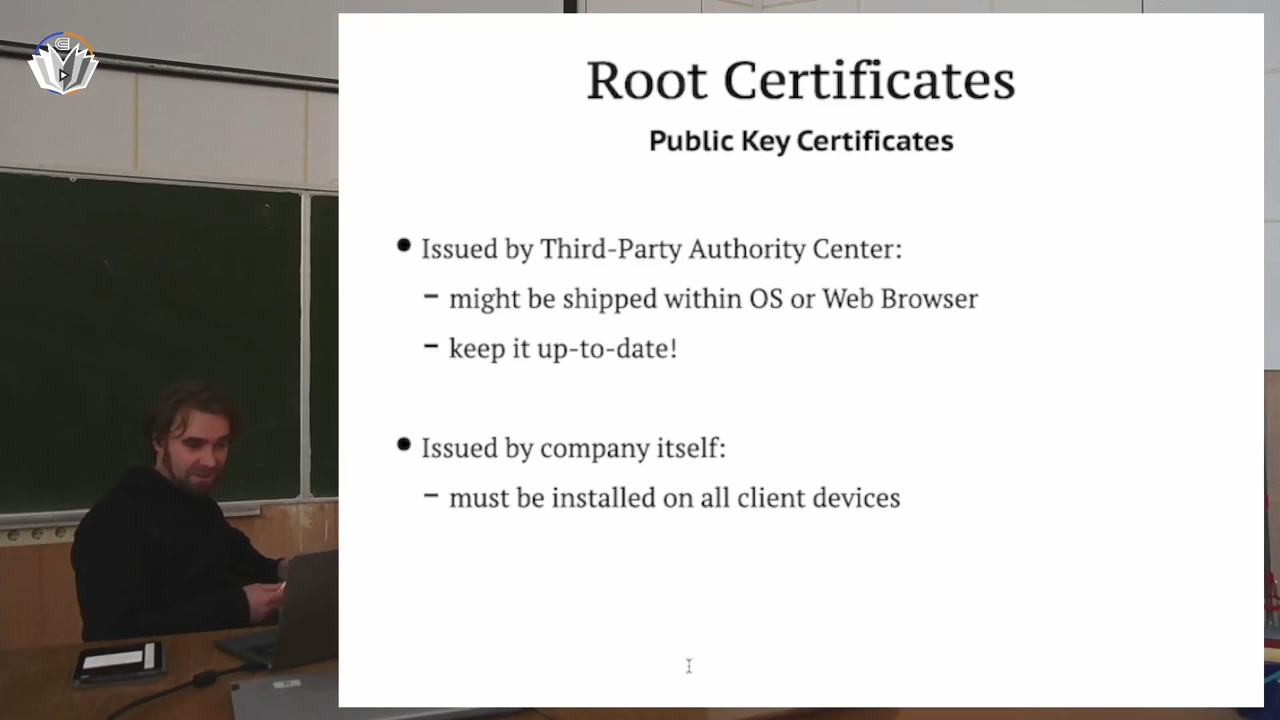 Root Certificates
Public Key Certificates
Issued by Third-Party Authority Center:
– might be shipped within OS or Web Browser
– keep it up-to-date!
Issued by company itself:
– must be installed on all client devices